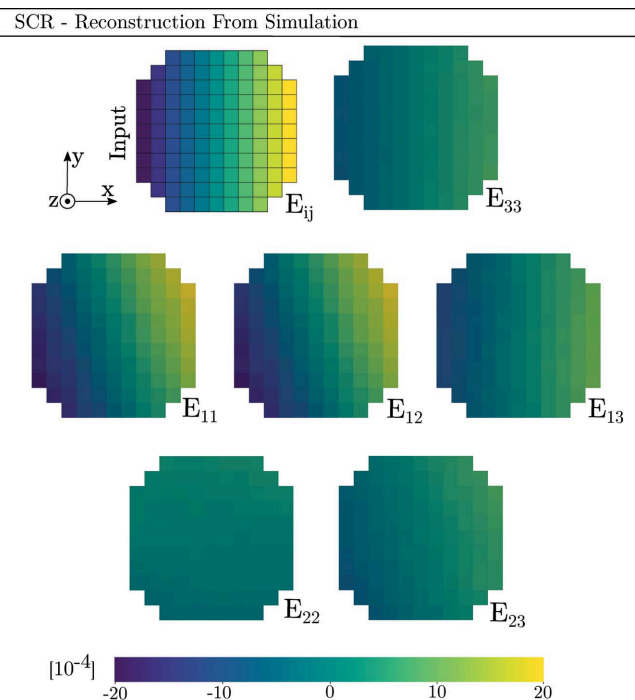 SCR - Reconstruction From Simulation
Input
y
z
x
E_ij
E_33
E_11
E_12
E_13
E_22
E_23
[10^-4]
-20 -10 0 10 20